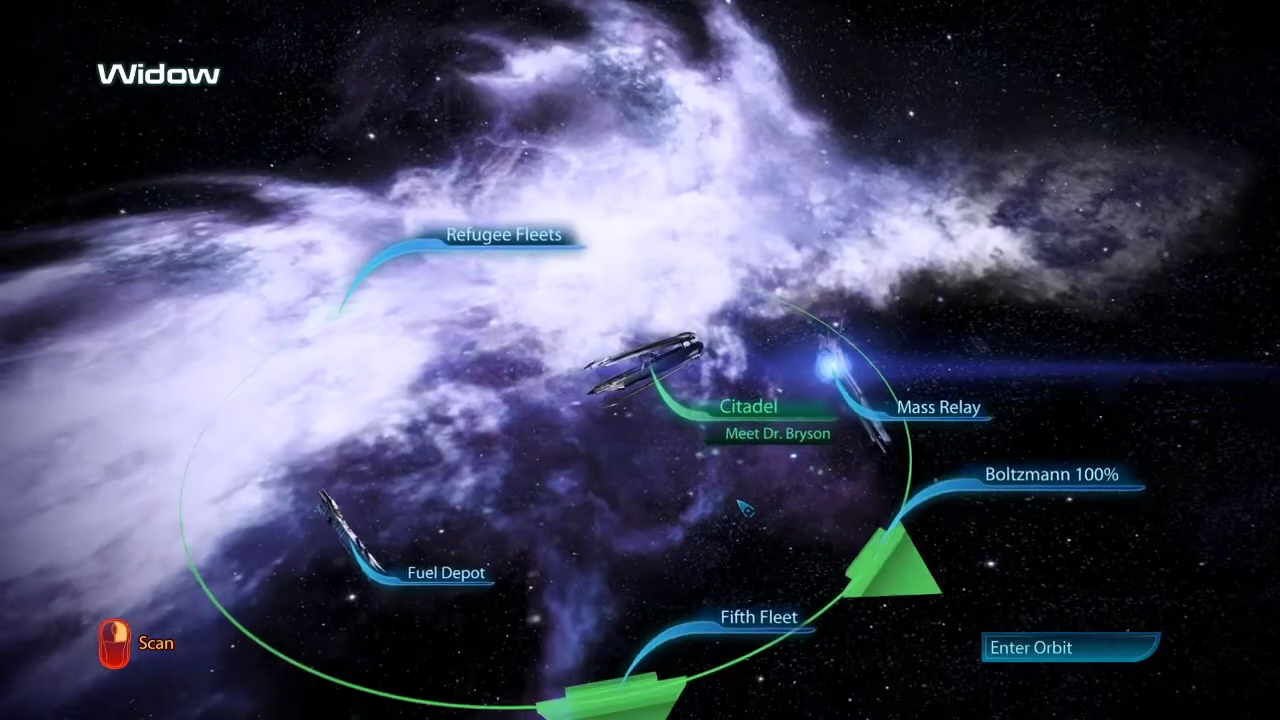 Widow
Refugee Fleets
Citadel
Meet Dr. Bryson
Mass Relay
Boltzmann 100%
Fuel Depot
Fifth Fleet
Scan
Enter Orbit